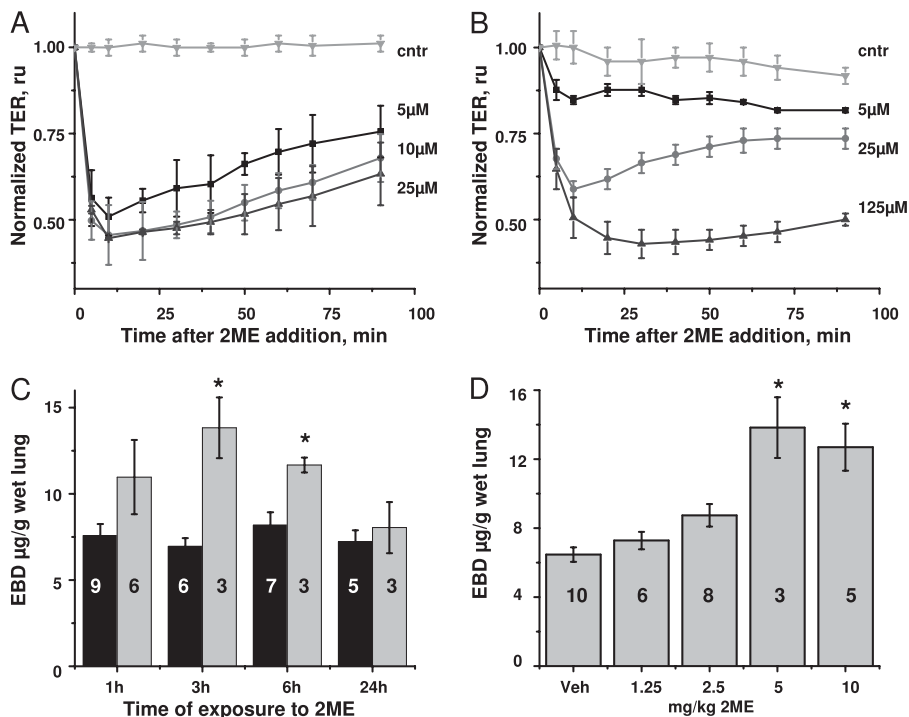 A
Normalized TER, ru
1.00
0.75
0.50
cntr
5µM
10µM
25µM
0
25
50
75
100
Time after 2ME addition, min
B
Normalized TER, ru
1.00
0.75
0.50
cntr
5µM
25µM
125µM
0
25
50
75
100
Time after 2ME addition, min
C
EBD µg/g wet lung
15
10
5
0
*
*
9
6
6
3
7
3
5
3
1h
3h
6h
24h
Time of exposure to 2ME
D
EBD µg/g wet lung
16
12
8
4
0
*
*
10
6
8
3
5
Veh
1.25
2.5
5
10
mg/kg 2ME